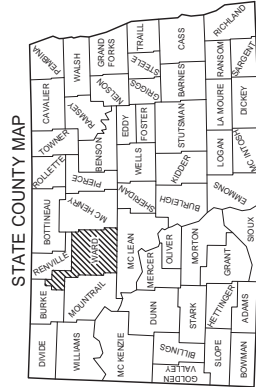 STATE COUNTY MAP
DIVIDE
BURKE
RENVILLE
BOTTINEAU
ROLLETTE
TOWNER
CAVALIER
PEMBINA
WILLIAMS
MOUNTRAIL
WARD
MC HENRY
PIERCE
BENSON
RAMSEY
WALSH
NELSON
GRAND
FORKS
MC KENZIE
MC LEAN
SHERIDAN
WELLS
EDDY
FOSTER
GRIGGS
STEELE
TRAILL
DUNN
MERCER
OLIVER
BURLEIGH
KIDDER
STUTSMAN
BARNES
CASS
GOLDEN
VALLEY
BILLINGS
STARK
MORTON
GRANT
SLOPE
HETTINGER
BOWMAN
ADAMS
SIOUX
EMMONS
LOGAN
MC INTOSH
LA MOURE
DICKEY
RANSOM
SARGENT
RICHLAND